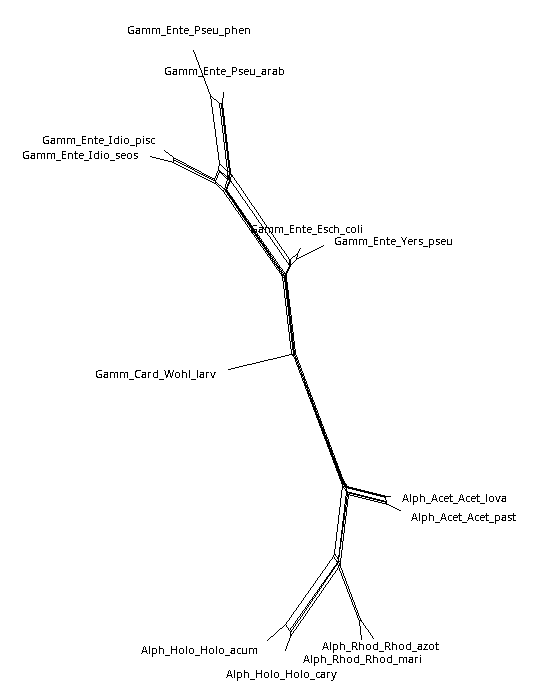 Gamm_Ente_Pseu_phen
Gamm_Ente_Pseu_arab
Gamm_Ente_Idio_pisc
Gamm_Ente_Idio_seos
Gamm_Ente_Esch_coli
Gamm_Ente_Yers_pseu
Gamm_Card_Wohl_larv
Alph_Acet_Acet_lova
Alph_Acet_Acet_past
Alph_Rhod_Rhod_azot
Alph_Holo_Holo_acum
Alph_Rhod_Rhod_mari
Alph_Holo_Holo_cary